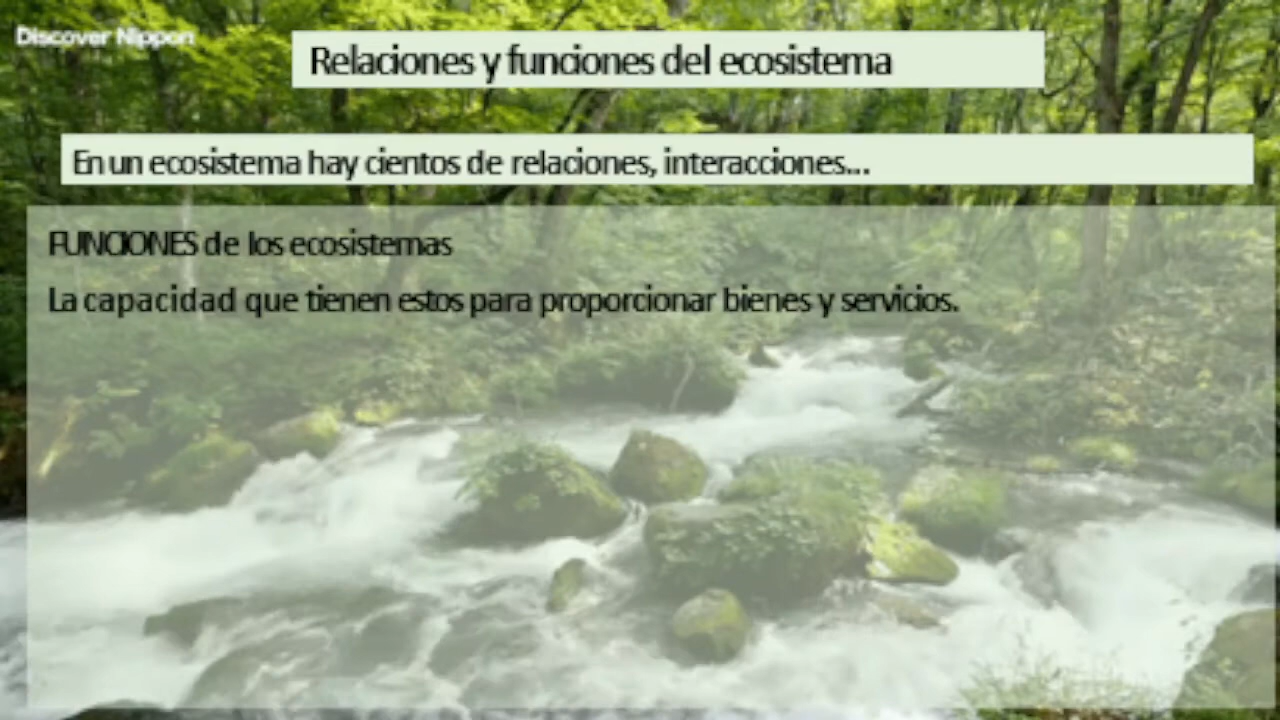 Discover Nippon
Relaciones y funciones del ecosistema
En un ecosistema hay cientos de relaciones, interacciones...
FUNCIONES de los ecosistemas
La capacidad que tienen estos para proporcionar bienes y servicios.